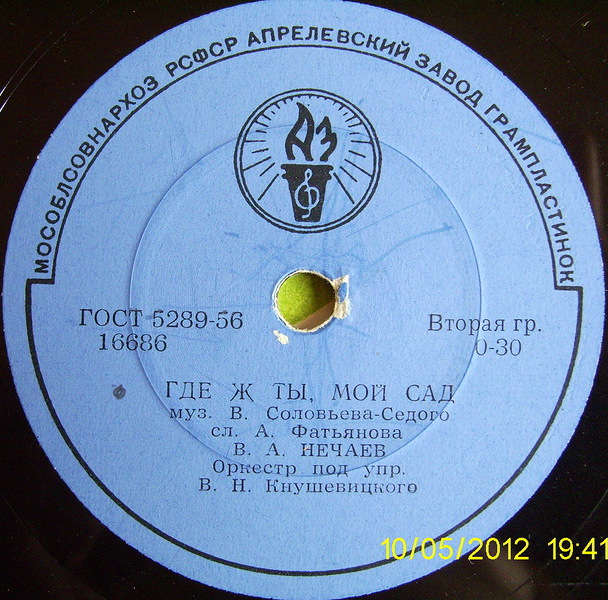 МОСОБЛСОВНАРХОЗ РСФСР АПРЕЛЕВСКИЙ ЗАВОД ГРАМПЛАСТИНОК
АЗ
ГОСТ 5289-56
16686
Вторая гр.
0-30
ГДЕ Ж ТЫ, МОЙ САД
муз. В. Соловьева-Седого
сл. А. Фатьянова
В. А. НЕЧАЕВ
Оркестр под упр.
В. Н. Кнушевицкого
10/05/2012 19:41